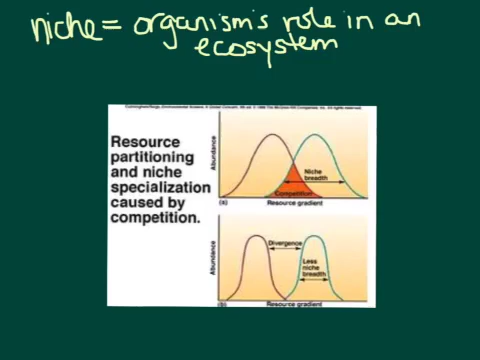 niche = organism's role in an
ecosystem
Resource
partitioning
and niche
specialization
caused by
competition.
Abundance
Niche
breadth
Competition
(a)
Resource gradient
Abundance
Divergence
Less
niche
breadth
(b)
Resource gradient